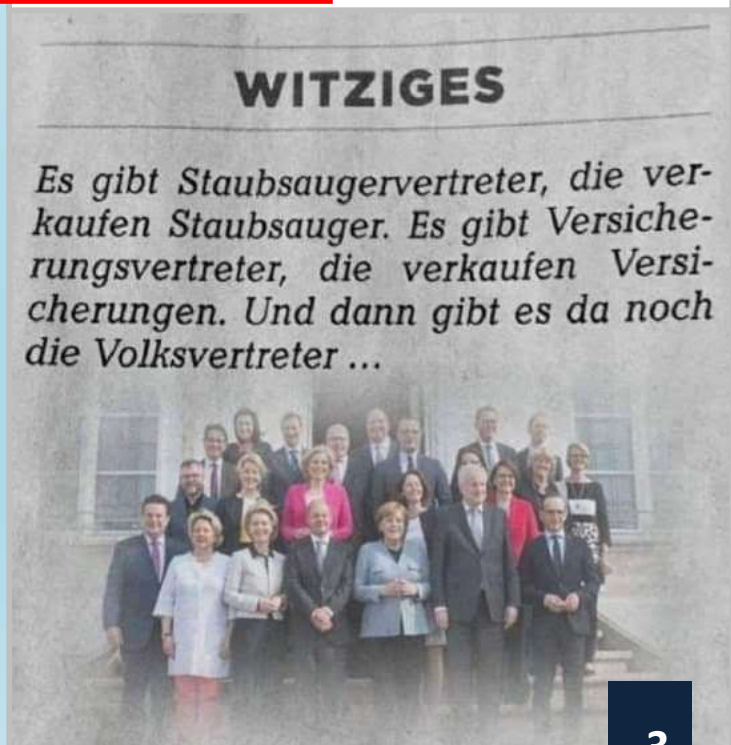 WITZIGES
Es gibt Staubsaugervertreter, die ver-
kaufen Staubsauger. Es gibt Versiche-
rungsvertreter, die verkaufen Versi-
cherungen. Und dann gibt es da noch
die Volksvertreter ...
3